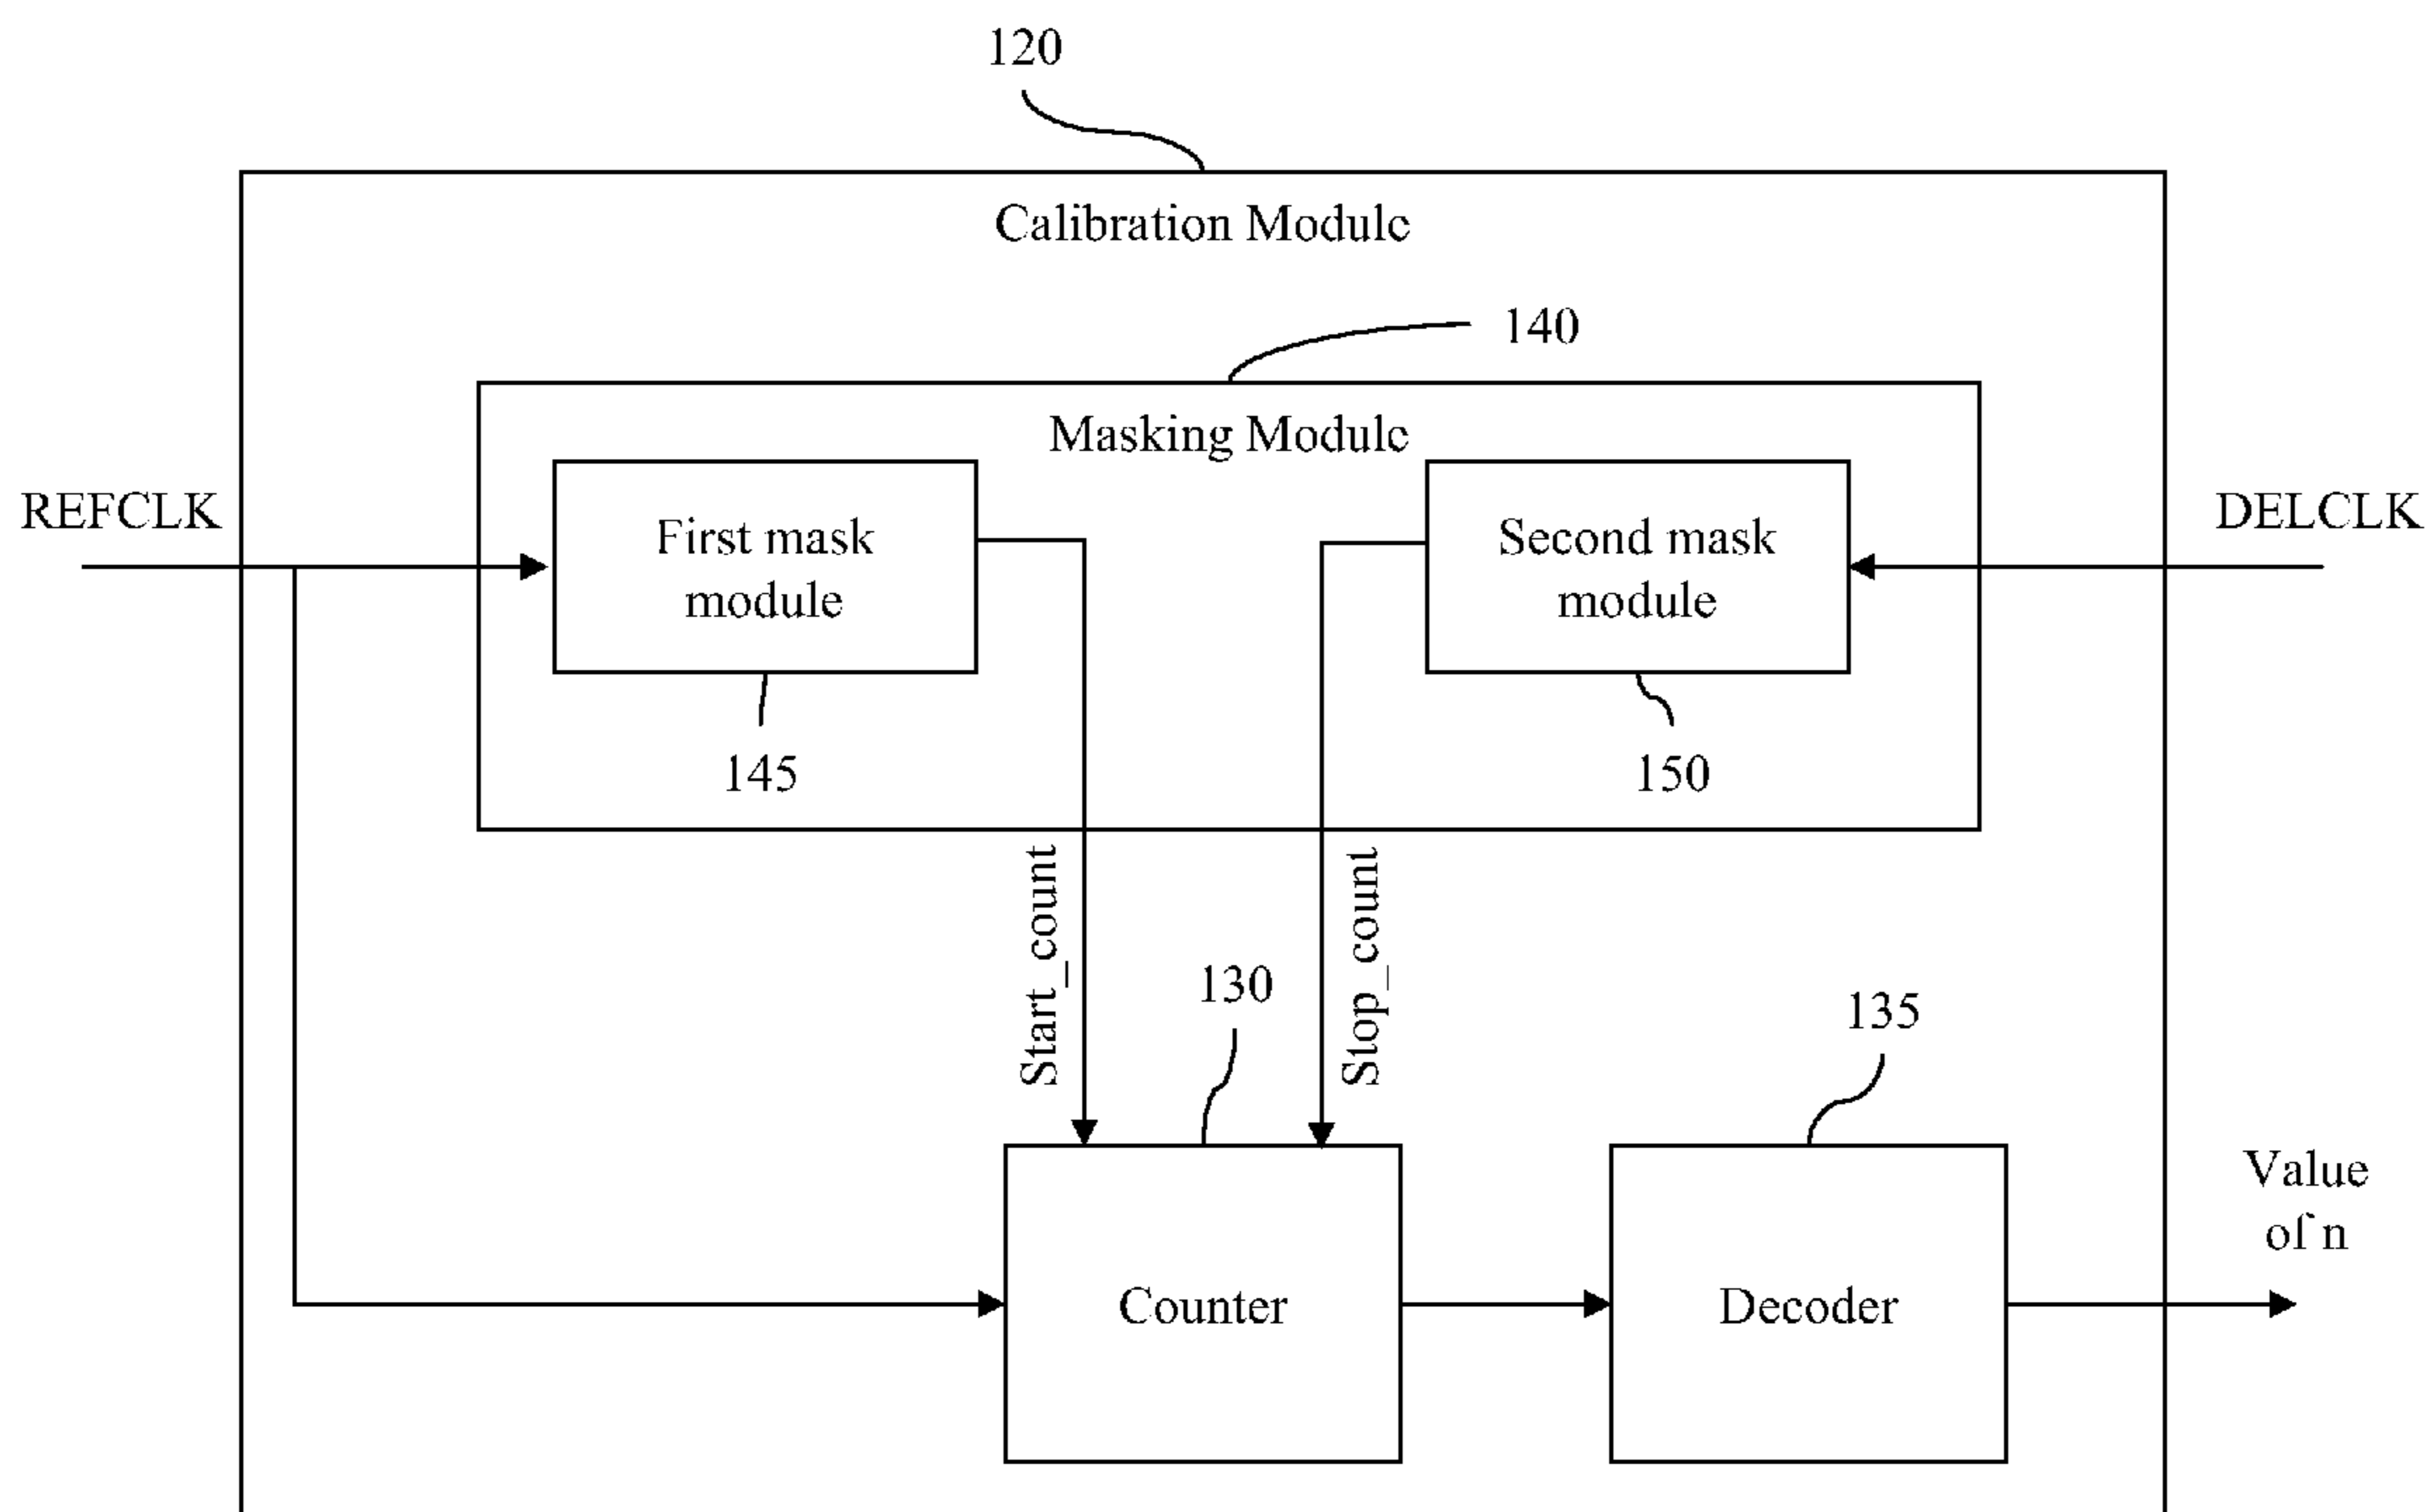 120
Calibration Module
140
Masking Module
REFCLK
First mask
module
Second mask
module
DELCLK
145
150
Start_count
Stop_count
130
135
Counter
Decoder
Value
of n